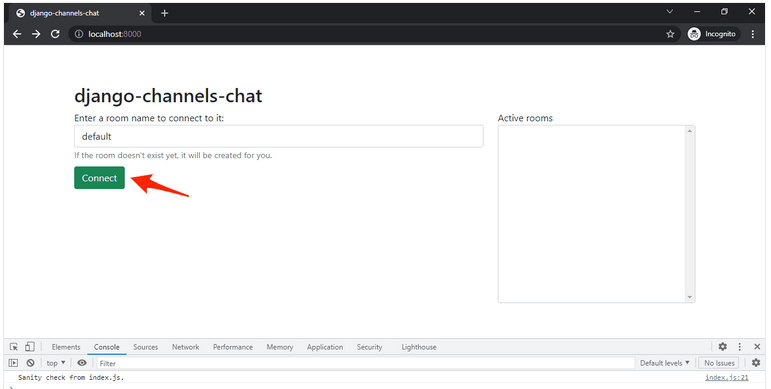 django-channels-chat
localhost:8000
Incognito
django-channels-chat
Enter a room name to connect to it:
default
If the room doesn't exist yet, it will be created for you.
Connect
Active rooms
Elements Console Sources Network Performance Memory Application Security Lighthouse
top Filter Default levels No Issues
Sanity check from index.js. index.js:21